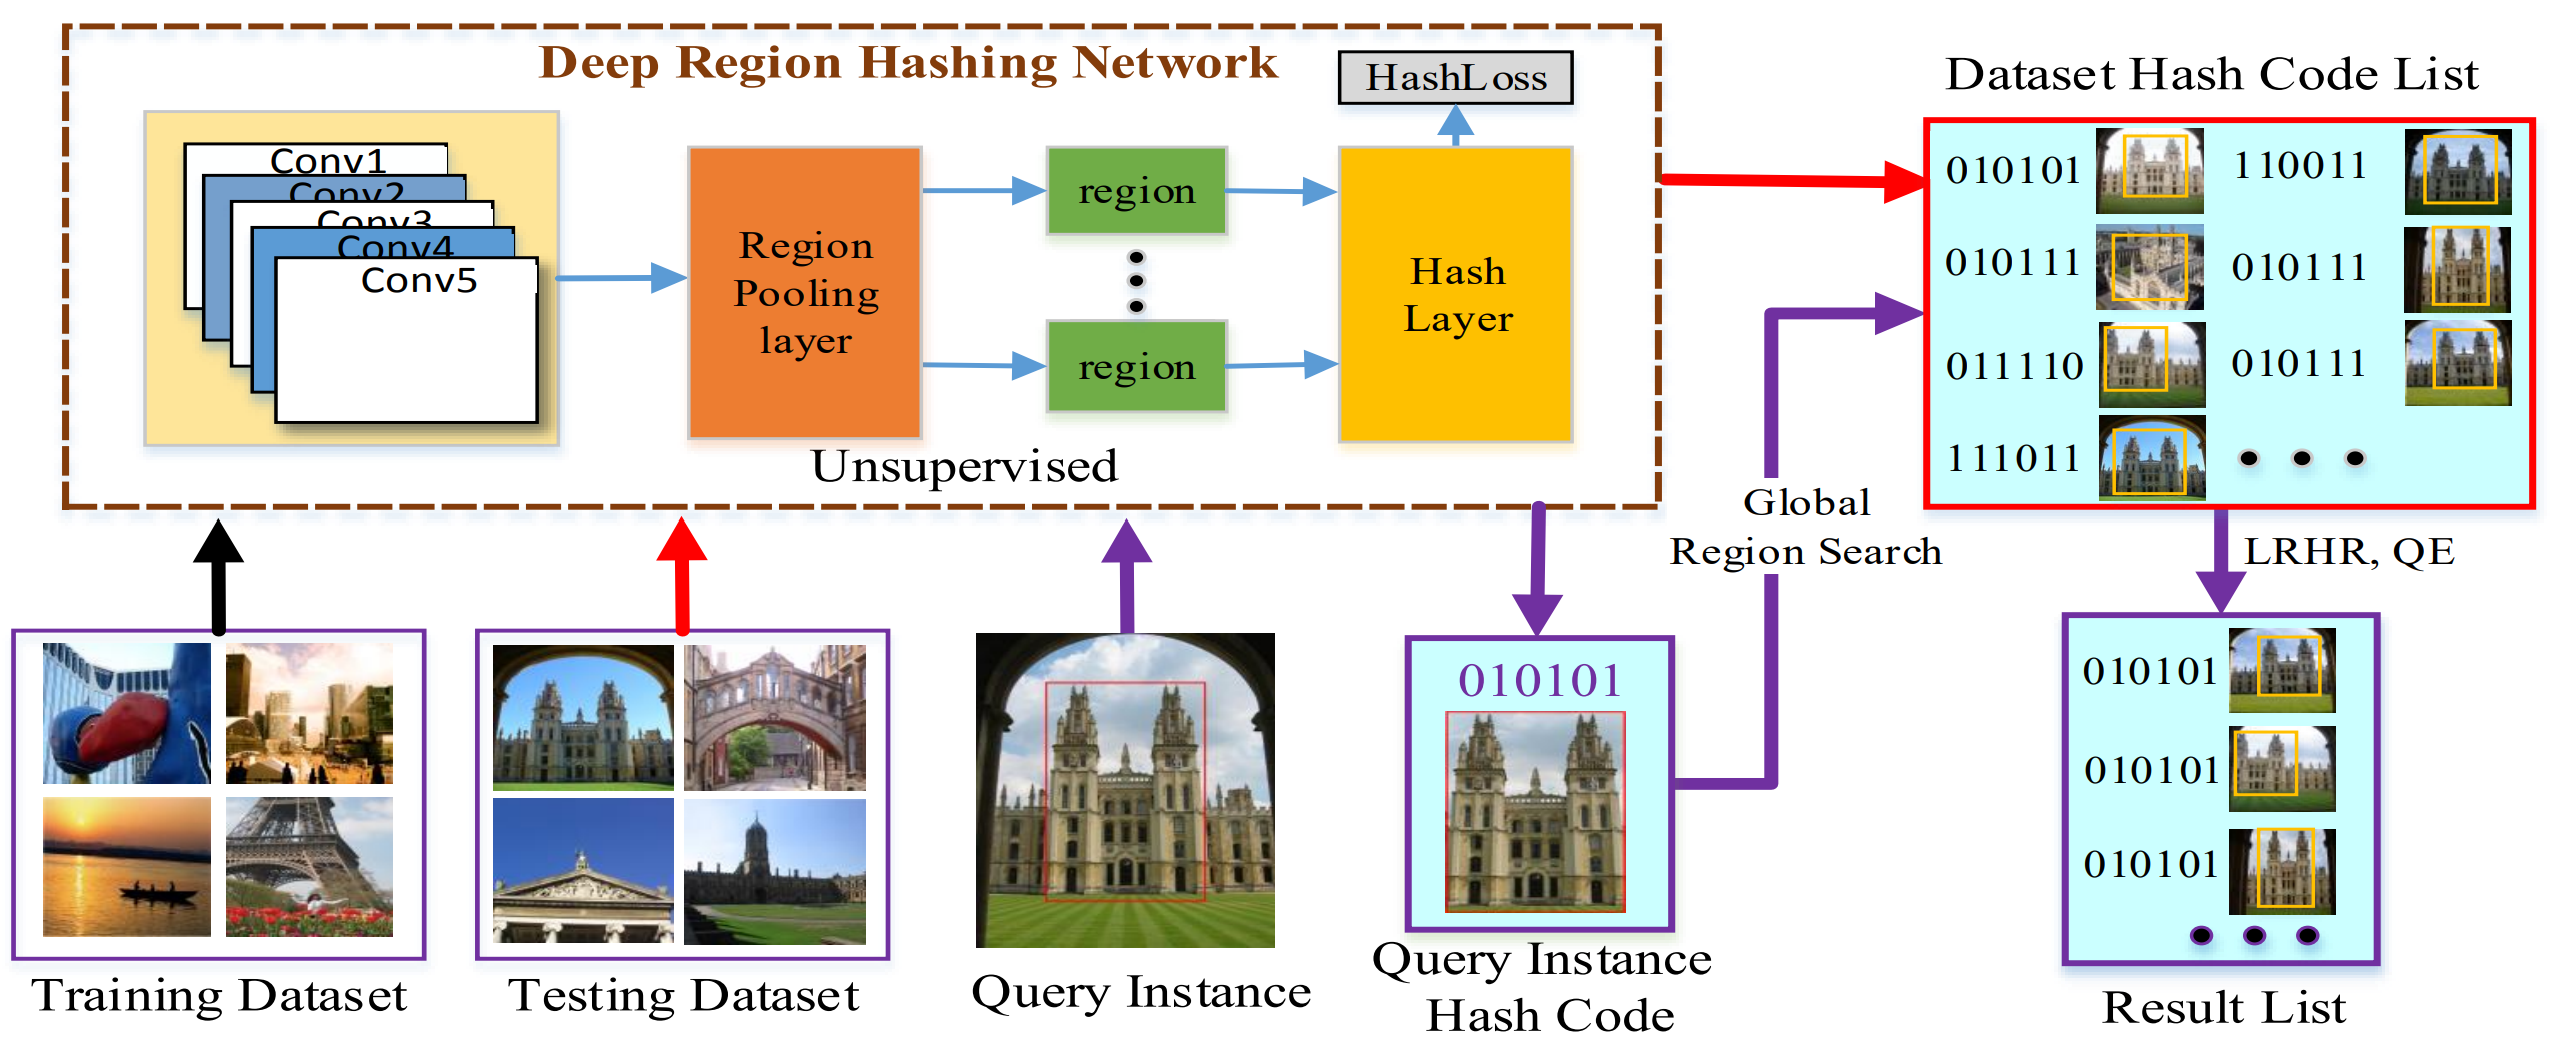 Deep Region Hashing Network
HashLoss
Conv1
Conv2
Conv3
Conv4
Conv5
Region
Pooling
layer
region
region
Hash
Layer
Unsupervised
Dataset Hash Code List
010101
110011
010111
010111
011110
010111
111011
Global
Region Search
LRHR, QE
010101
010101
010101
010101
Training Dataset
Testing Dataset
Query Instance
Query Instance
Hash Code
Result List